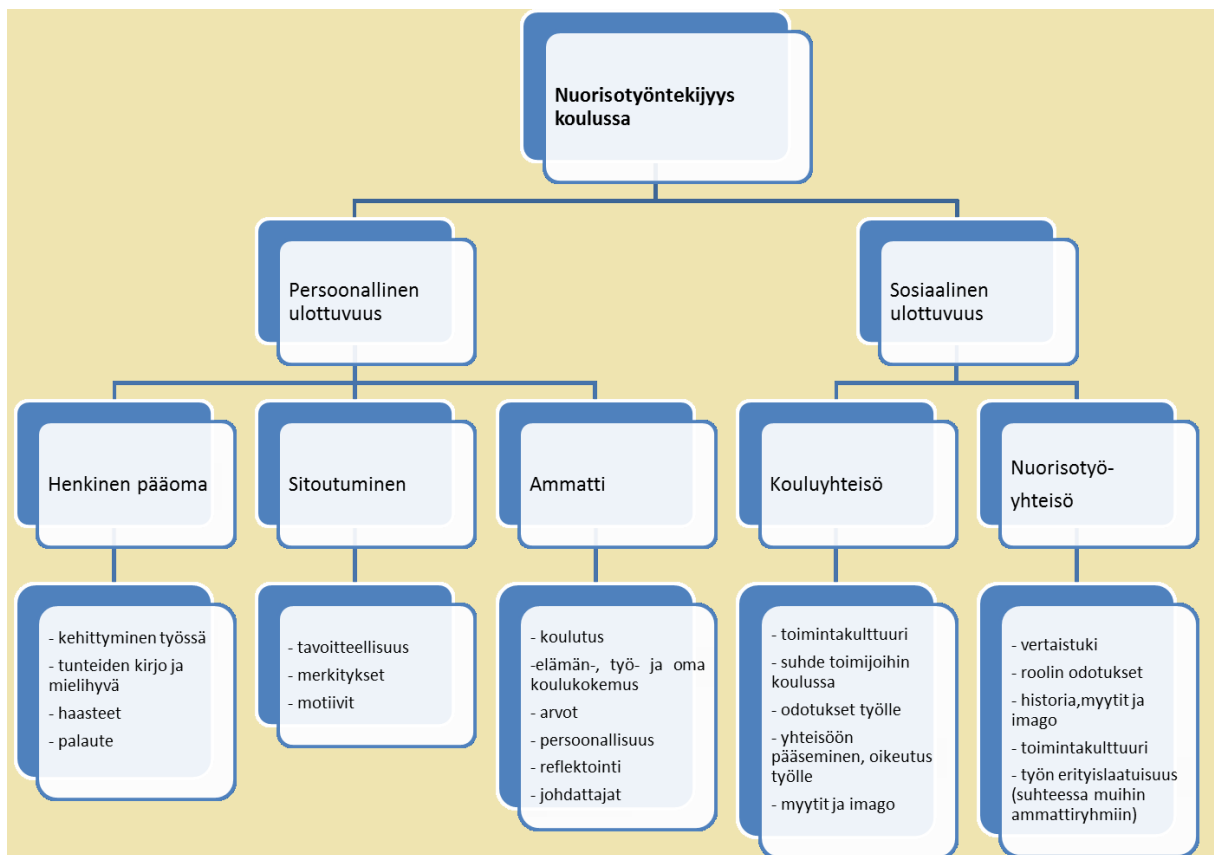 Nuorisotyöntekijyys
koulussa
Persoonallinen
ulottuvuus
Sosiaalinen
ulottuvuus
Henkinen pääoma
Sitoutuminen
Ammatti
Kouluyhteisö
Nuorisotyö-
yhteisö
- kehittyminen työssä
- tunteiden kirjo ja
mielihyvä
- haasteet
- palaute
- tavoitteellisuus
- merkitykset
- motiivit
- koulutus
-elämän-, työ- ja oma
koulukokemus
- arvot
- persoonallisuus
- reflektointi
- johdattajat
- toimintakulttuuri
- suhde toimijoihin
koulussa
- odotukset työlle
- yhteisöön
pääseminen, oikeutus
työlle
- myytit ja imago
- vertaistuki
- roolin odotukset
- historia,myytit ja
imago
- toimintakulttuuri
- työn erityislaatuisuus
(suhteessa muihin
ammattiryhmiin)